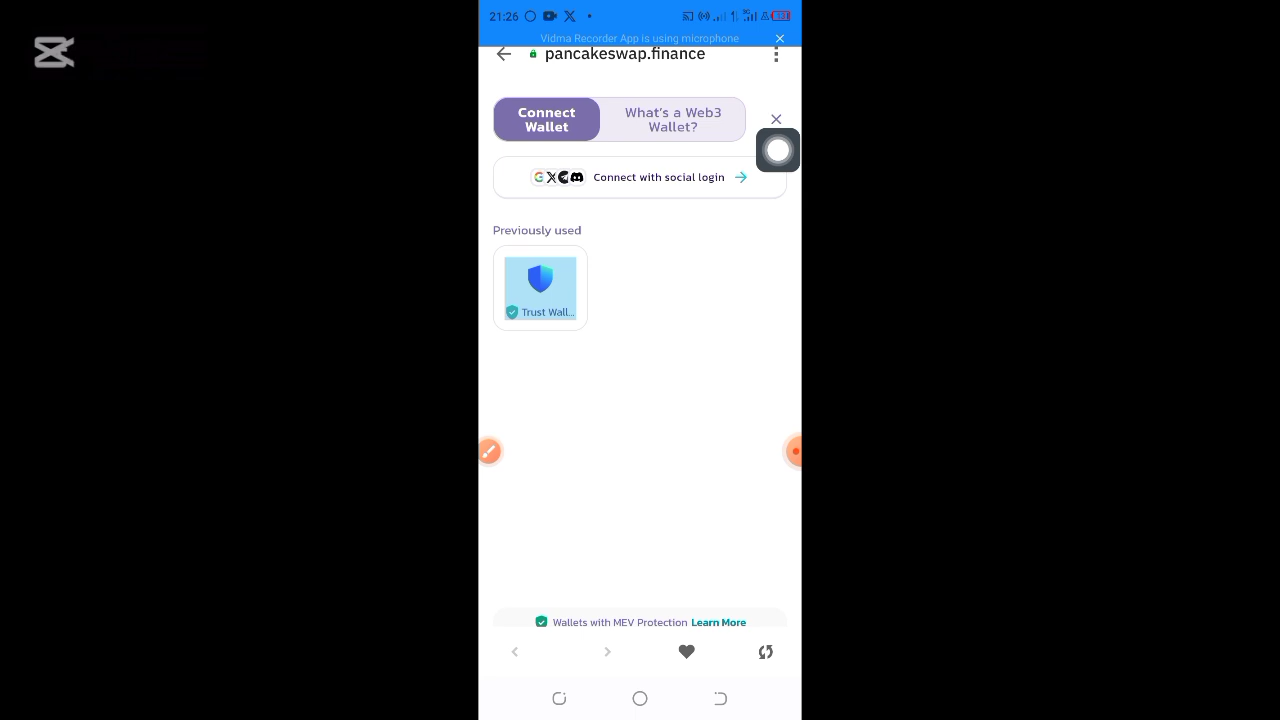 21:26
Vidma Recorder App is using microphone
pancakeswap.finance
Connect
Wallet
What's a Web3
Wallet?
Connect with social login
Previously used
Trust Wall...
Wallets with MEV Protection Learn More